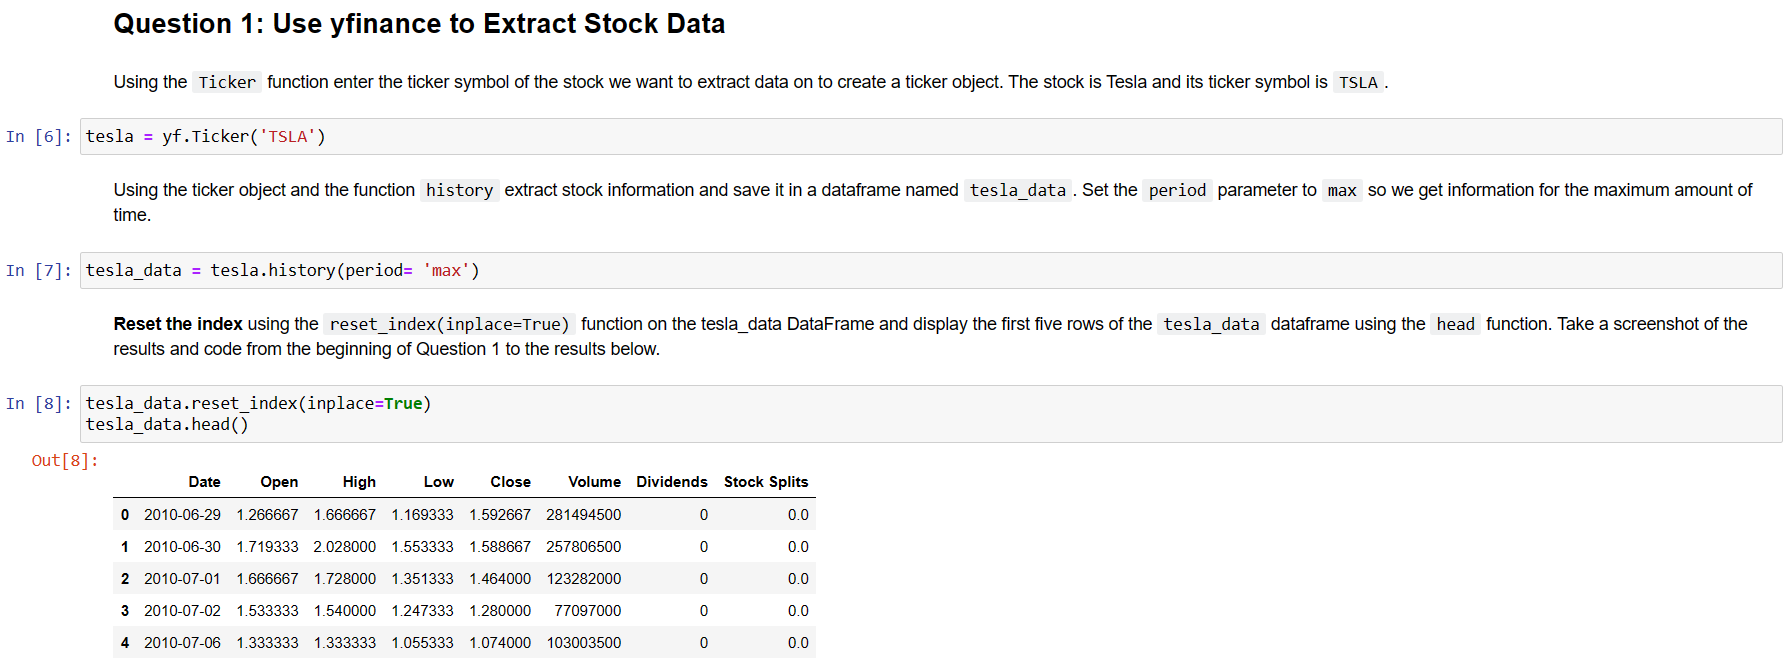 Question 1: Use yfinance to Extract Stock Data
Using the Ticker function enter the ticker symbol of the stock we want to extract data on to create a ticker object. The stock is Tesla and its ticker symbol is TSLA .
In [6]: tesla = yf.Ticker('TSLA')
Using the ticker object and the function history extract stock information and save it in a dataframe named tesla_data . Set the period parameter to max so we get information for the maximum amount of
time.
In [7]: tesla_data = tesla.history(period= 'max')
Reset the index using the reset_index(inplace=True) function on the tesla_data DataFrame and display the first five rows of the tesla_data dataframe using the head function. Take a screenshot of the
results and code from the beginning of Question 1 to the results below.
In [8]: tesla_data.reset_index(inplace=True)
tesla_data.head()
Out[8]:
Date Open High Low Close Volume Dividends Stock Splits
0 2010-06-29 1.266667 1.666667 1.169333 1.592667 281494500 0 0.0
1 2010-06-30 1.719333 2.028000 1.553333 1.588667 257806500 0 0.0
2 2010-07-01 1.666667 1.728000 1.351333 1.464000 123282000 0 0.0
3 2010-07-02 1.533333 1.540000 1.247333 1.280000 77097000 0 0.0
4 2010-07-06 1.333333 1.333333 1.055333 1.074000 103003500 0 0.0